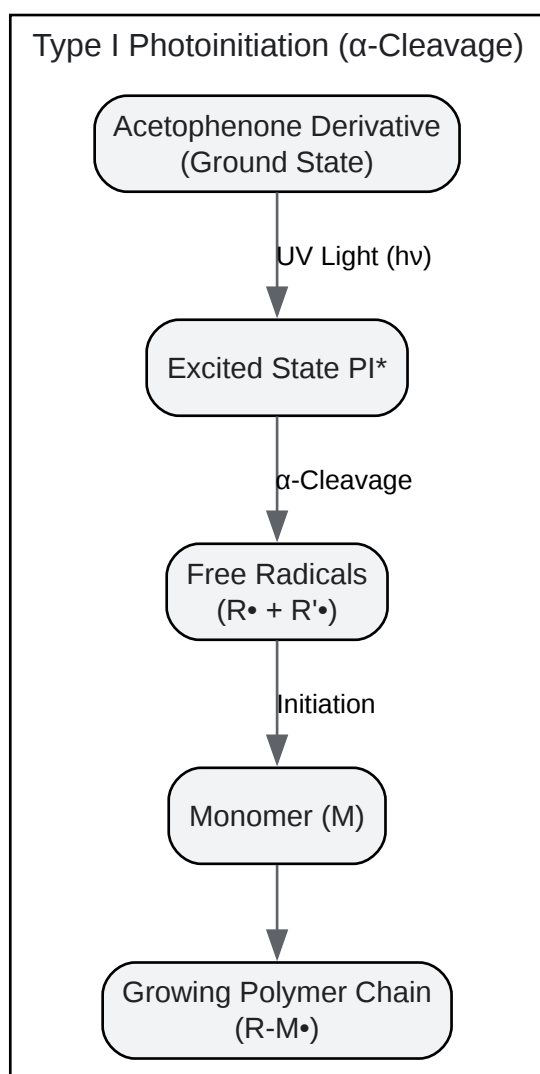 Type I Photoinitiation (α-Cleavage)
Acetophenone Derivative
(Ground State)
UV Light (hν)
Excited State PI*
α-Cleavage
Free Radicals
(R• + R'•)
Initiation
Monomer (M)
Growing Polymer Chain
(R-M•)